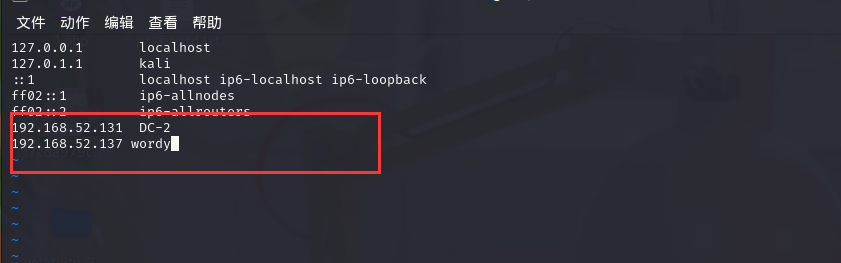 文件 动作 编辑 查看 帮助
127.0.0.1 localhost
127.0.1.1 kali
::1 localhost ip6-localhost ip6-loopback
ff02::1 ip6-allnodes
ff02::2 ip6-allrouters
192.168.52.131 DC-2
192.168.52.137 wordy
~
~
~
~
~
~
~